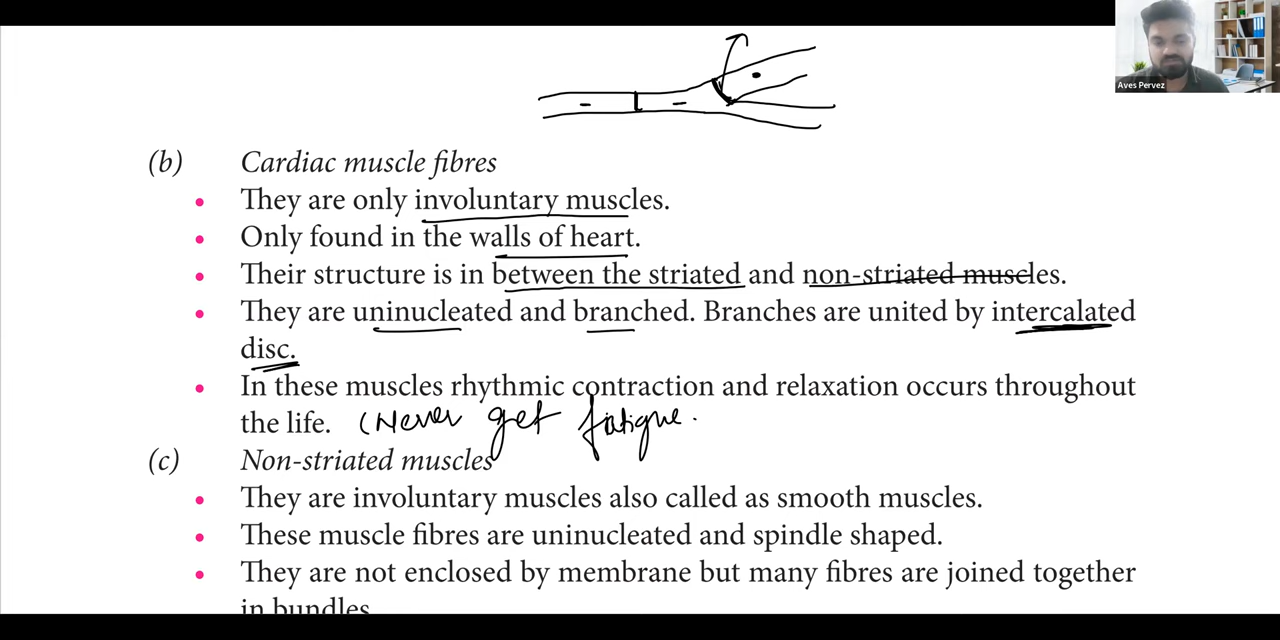 Aves Pervez
(b) Cardiac muscle fibres
• They are only involuntary muscles.
• Only found in the walls of heart.
• Their structure is in between the striated and non-striated muscles.
• They are uninucleated and branched. Branches are united by intercalated
disc.
• In these muscles rhythmic contraction and relaxation occurs throughout
the life. (Never get fatigue.
(c) Non-striated muscles
• They are involuntary muscles also called as smooth muscles.
• These muscle fibres are uninucleated and spindle shaped.
• They are not enclosed by membrane but many fibres are joined together
in bundles.